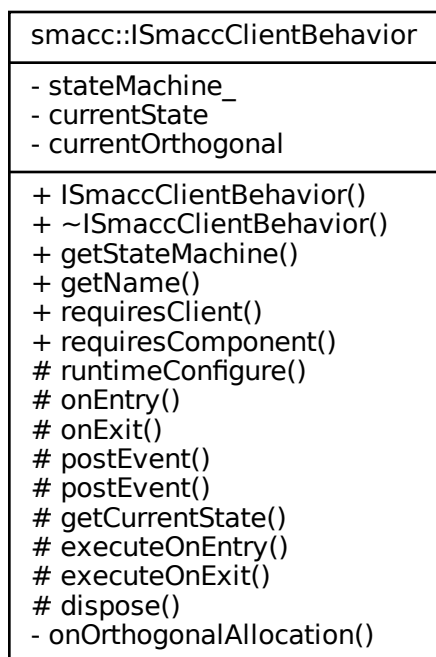 smacc::ISmaccClientBehavior
- stateMachine_
- currentState
- currentOrthogonal
+ ISmaccClientBehavior()
+ ~ISmaccClientBehavior()
+ getStateMachine()
+ getName()
+ requiresClient()
+ requiresComponent()
# runtimeConfigure()
# onEntry()
# onExit()
# postEvent()
# postEvent()
# getCurrentState()
# executeOnEntry()
# executeOnExit()
# dispose()
- onOrthogonalAllocation()